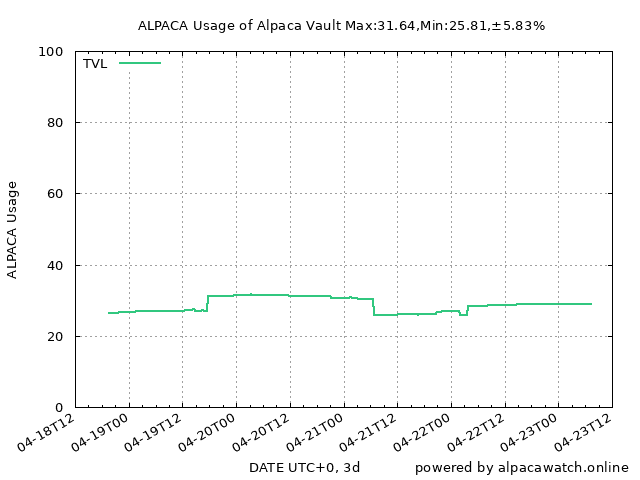 ALPACA Usage of Alpaca Vault Max:31.64,Min:25.81,±5.83%
TVL
100
80
60
40
20
0
ALPACA Usage
04-18T12
04-19T00
04-19T12
04-20T00
04-20T12
04-21T00
04-21T12
04-22T00
04-22T12
04-23T00
04-23T12
DATE UTC+0, 3d
powered by alpacawatch.online